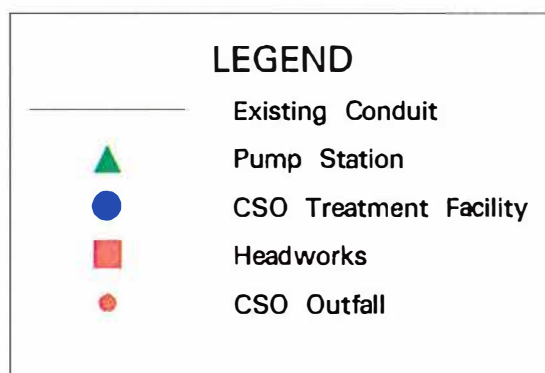 LEGEND
Existing Conduit
Pump Station
CSO Treatment Facility
Headworks
CSO Outfall